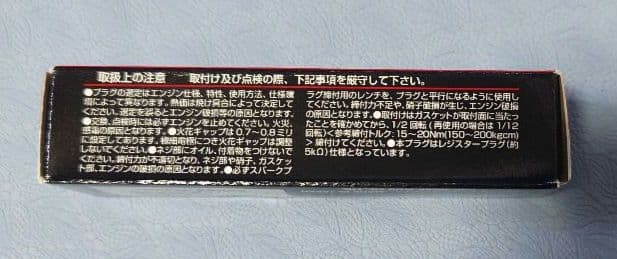 取扱上の注意 取付け及び点検の際、下記事項を厳守して下さい。
●プラグの選定はエンジン仕様、特性、使用方法、仕様環
境によって異なります。熱価は焼け具合によって決定して
ください。選定を誤るとエンジン破損等の原因となります。
●交換、点検時には必ずエンジンを止めてください。火災、
感電の原因となります。●火花ギャップは0.7～0.8ミリ
に設定してあります。極細電極につき火花ギャップは調整
しないでください。●ネジ部にオイル、付着物をつけないで
ください。締付力が不適切となり、ネジ部や碍子、ガスケッ
ト部、エンジンの破損の原因となります。●必ずスパークプ
ラグ締付用のレンチを、プラグと平行になるように使用し
てください。締付力不足や、碍子破損が生じ、エンジン破損
の原因となります。●取付けはガスケットが取付面に当たっ
たことを確かめてから、1/2回転(再使用の場合は1/12
回転)<参考締付トルク:15～20Nm(150～200kgcm)
>締付けてください。●本プラグはレジスタープラグ(約
5kΩ)仕様となっています。